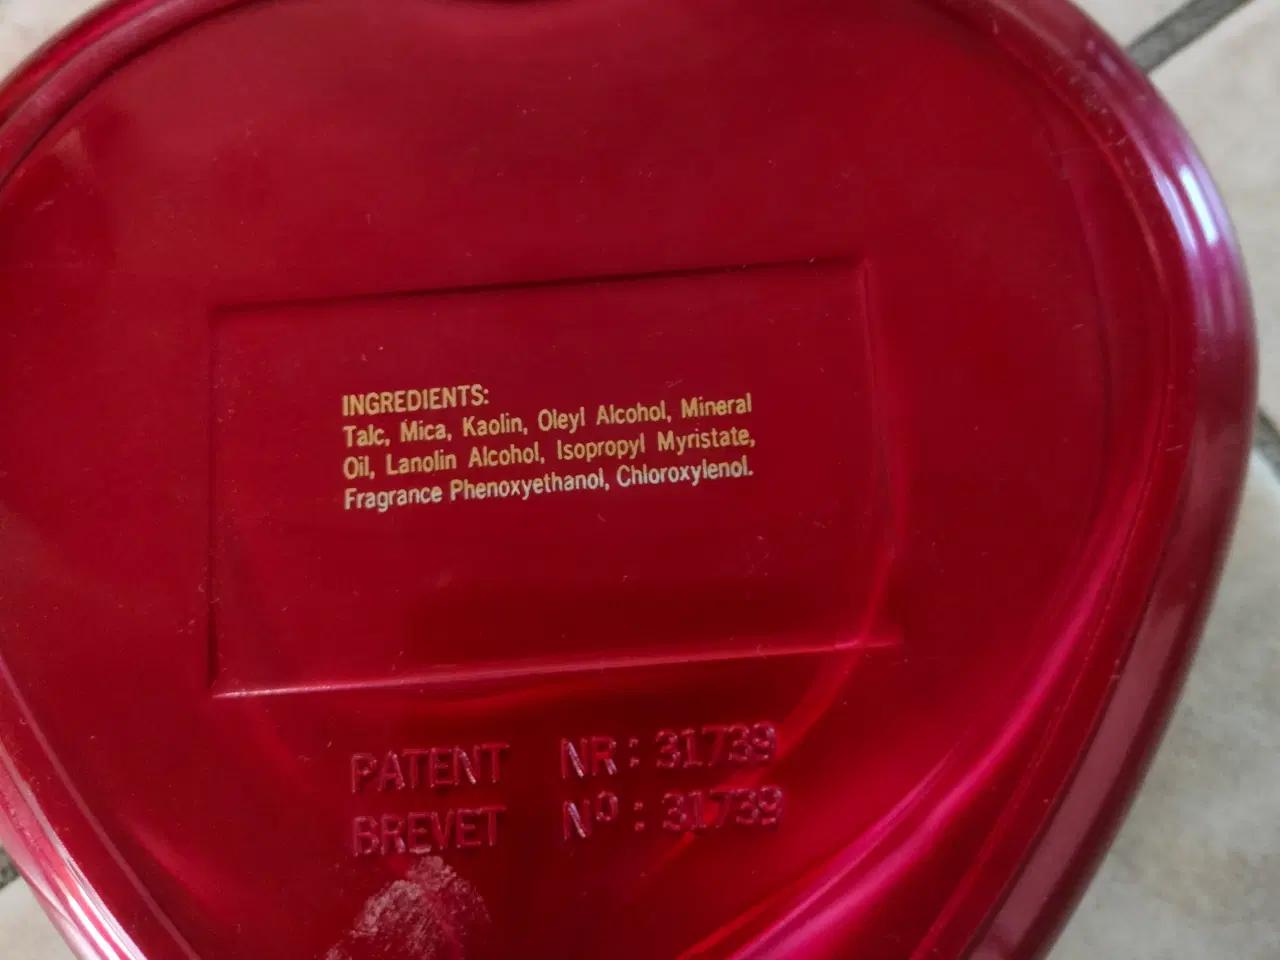 INGREDIENTS:
Talc, Mica, Kaolin, Oleyl Alcohol, Mineral
Oil, Lanolin Alcohol, Isopropyl Myristate,
Fragrance Phenoxyethanol, Chloroxylenol.
PATENT NR: 31739
BREVET Nº: 31739